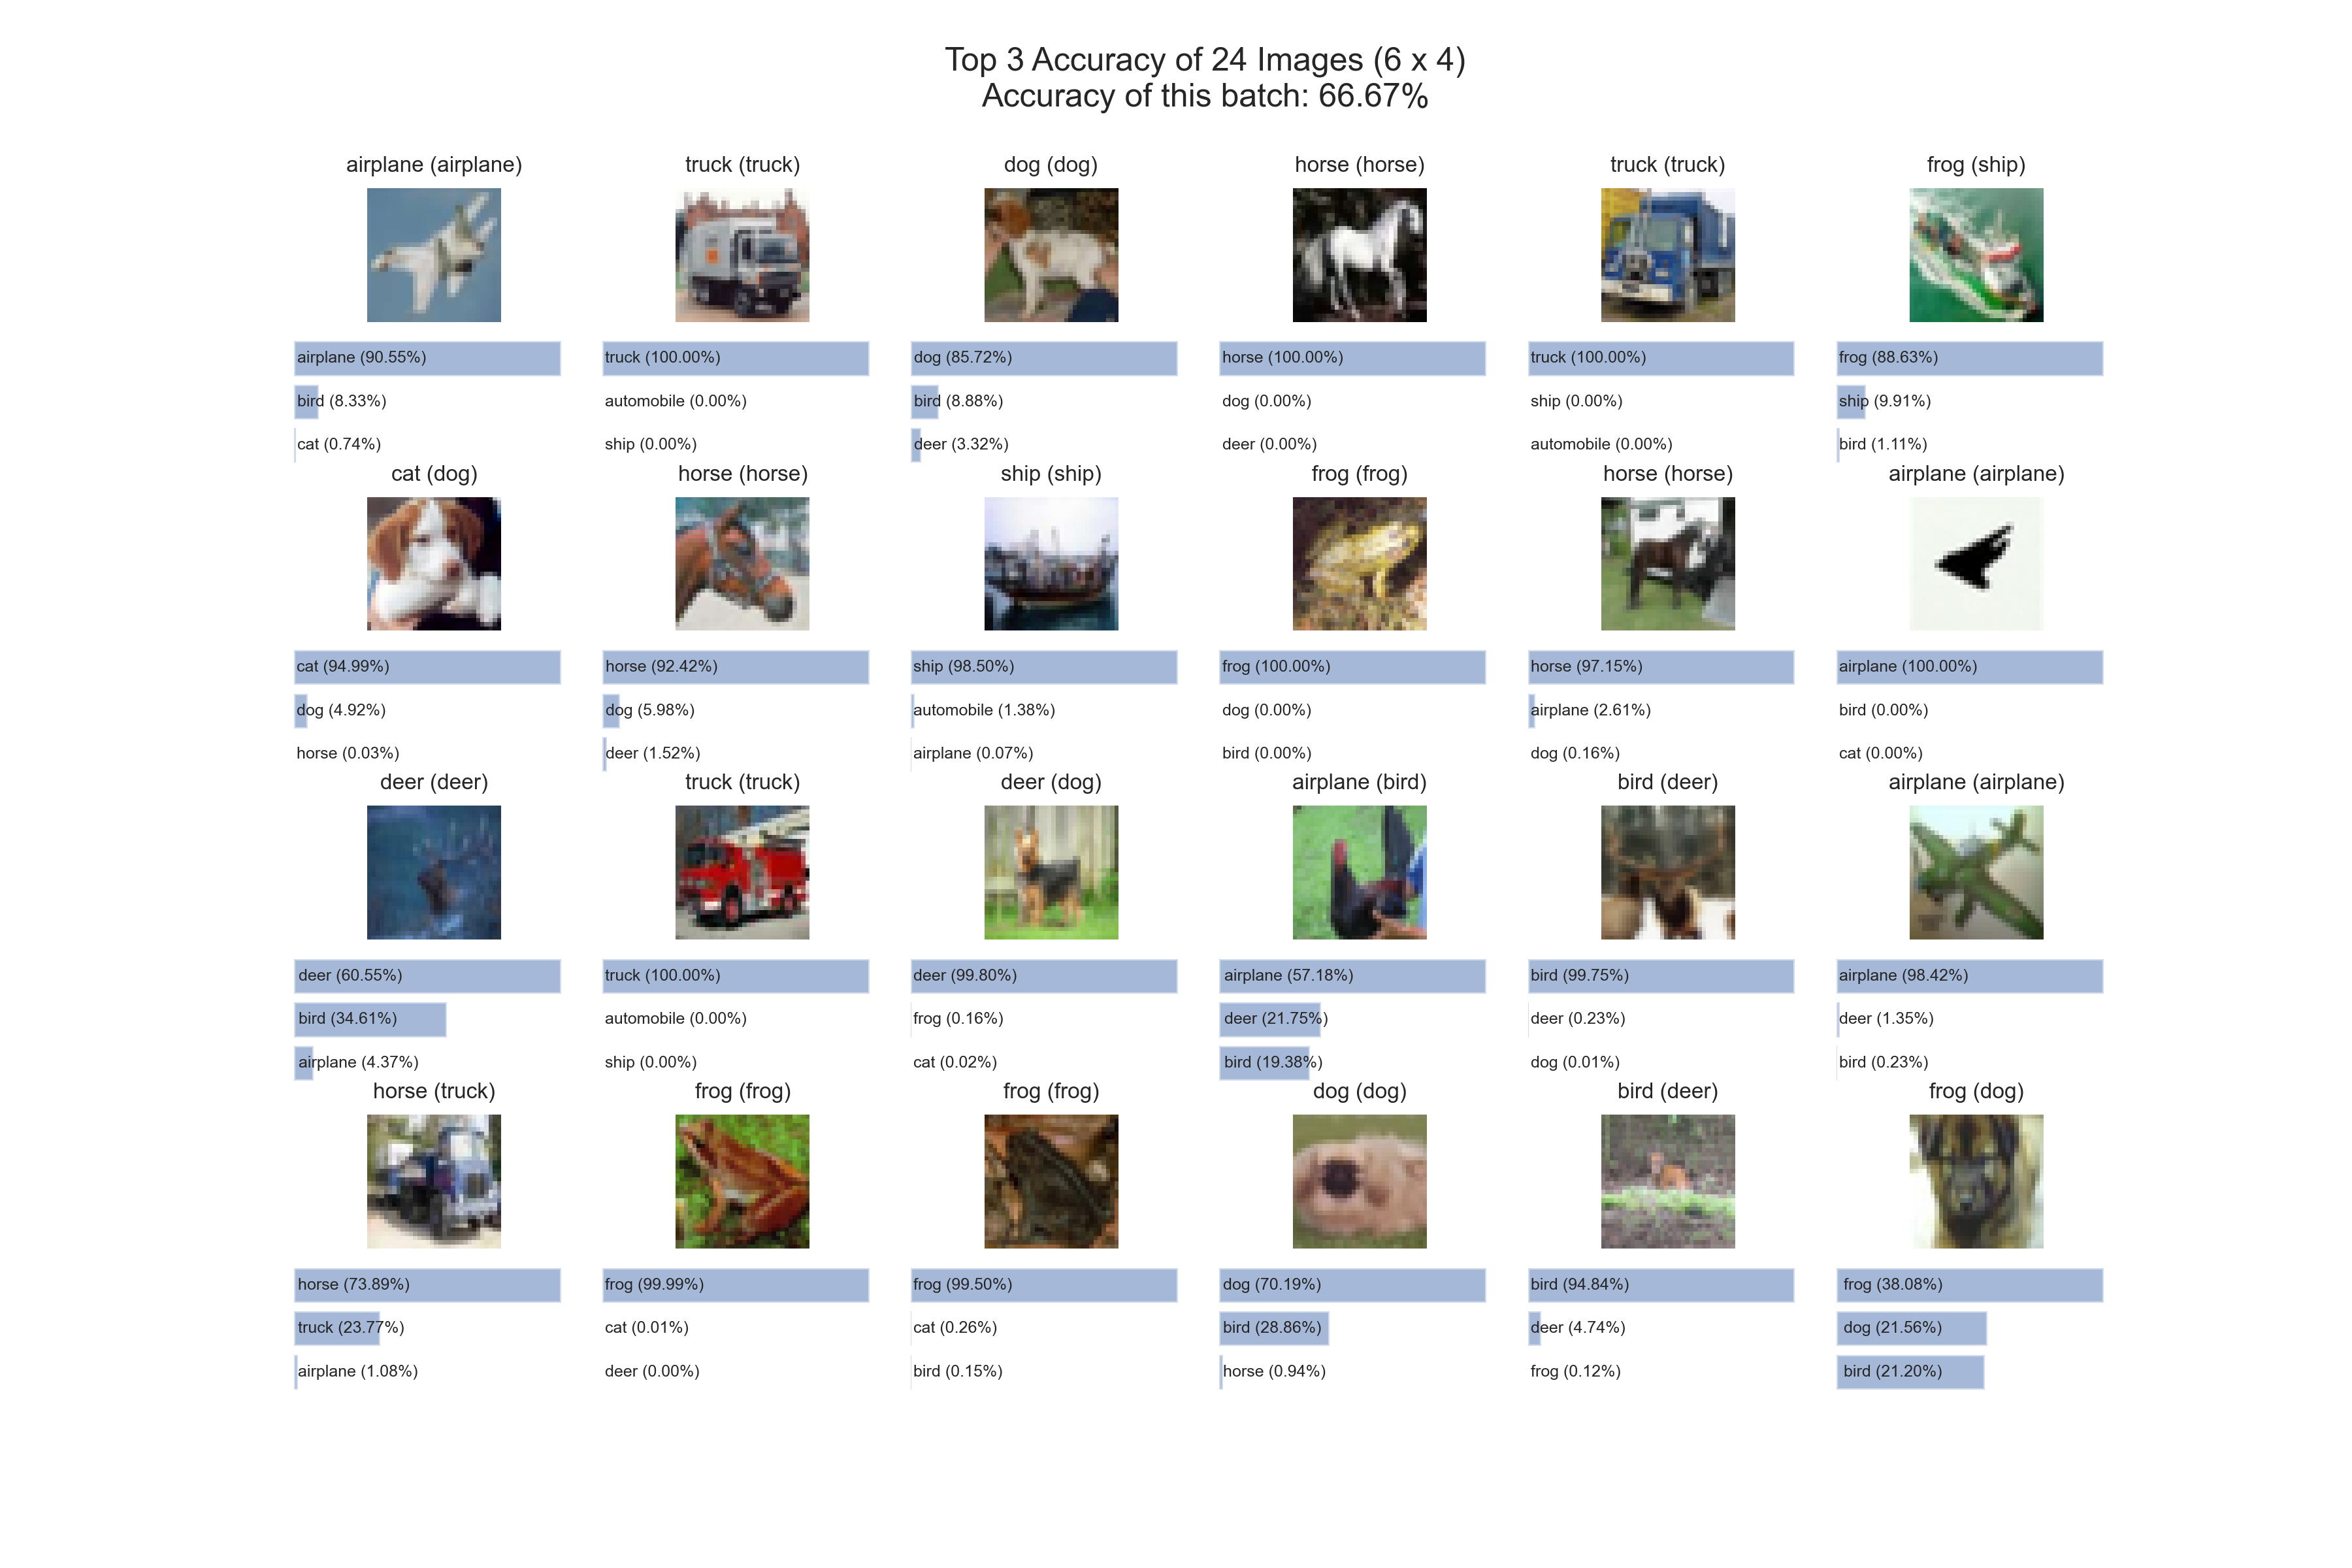 Top 3 Accuracy of 24 Images (6 x 4)
Accuracy of this batch: 66.67%
airplane (airplane)
airplane (90.55%)
bird (8.33%)
cat (0.74%)
truck (truck)
truck (100.00%)
automobile (0.00%)
ship (0.00%)
dog (dog)
dog (85.72%)
bird (8.88%)
deer (3.32%)
horse (horse)
horse (100.00%)
dog (0.00%)
deer (0.00%)
truck (truck)
truck (100.00%)
ship (0.00%)
automobile (0.00%)
frog (ship)
frog (88.63%)
ship (9.91%)
bird (1.11%)
cat (dog)
cat (94.99%)
dog (4.92%)
horse (0.03%)
horse (horse)
horse (92.42%)
dog (5.98%)
deer (1.52%)
ship (ship)
ship (98.50%)
automobile (1.38%)
airplane (0.07%)
frog (frog)
frog (100.00%)
dog (0.00%)
bird (0.00%)
horse (horse)
horse (97.15%)
airplane (2.61%)
dog (0.16%)
airplane (airplane)
airplane (100.00%)
bird (0.00%)
cat (0.00%)
deer (deer)
deer (60.55%)
bird (34.61%)
airplane (4.37%)
truck (truck)
truck (100.00%)
automobile (0.00%)
ship (0.00%)
deer (dog)
deer (99.80%)
frog (0.16%)
cat (0.02%)
airplane (bird)
airplane (57.18%)
deer (21.75%)
bird (19.38%)
bird (deer)
bird (99.75%)
deer (0.23%)
dog (0.01%)
airplane (airplane)
airplane (98.42%)
deer (1.35%)
bird (0.23%)
horse (truck)
horse (73.89%)
truck (23.77%)
airplane (1.08%)
frog (frog)
frog (99.99%)
cat (0.01%)
deer (0.00%)
frog (frog)
frog (99.50%)
cat (0.26%)
bird (0.15%)
dog (dog)
dog (70.19%)
bird (28.86%)
horse (0.94%)
bird (deer)
bird (94.84%)
deer (4.74%)
frog (0.12%)
frog (dog)
frog (38.08%)
dog (21.56%)
bird (21.20%)